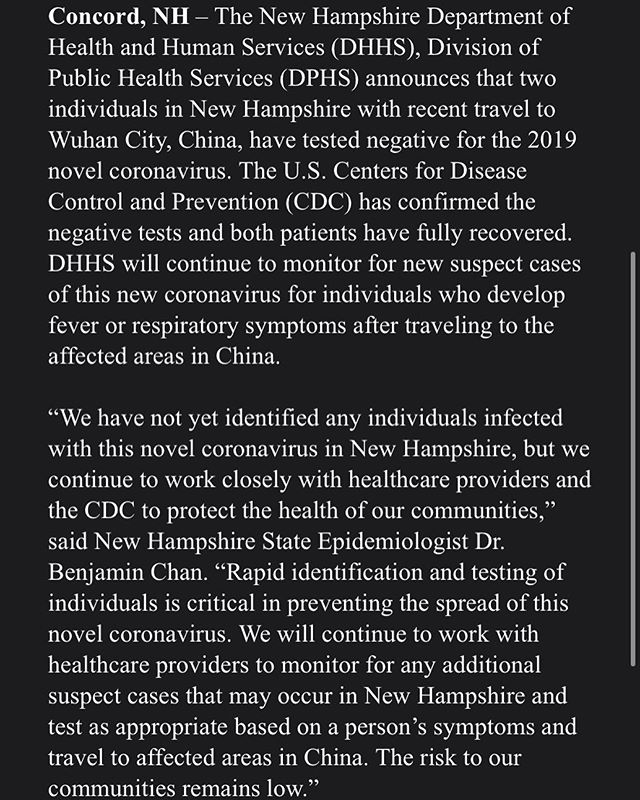 Concord, NH – The New Hampshire Department of
Health and Human Services (DHHS), Division of
Public Health Services (DPHS) announces that two
individuals in New Hampshire with recent travel to
Wuhan City, China, have tested negative for the 2019
novel coronavirus. The U.S. Centers for Disease
Control and Prevention (CDC) has confirmed the
negative tests and both patients have fully recovered.
DHHS will continue to monitor for new suspect cases
of this new coronavirus for individuals who develop
fever or respiratory symptoms after traveling to the
affected areas in China.
“We have not yet identified any individuals infected
with this novel coronavirus in New Hampshire, but we
continue to work closely with healthcare providers and
the CDC to protect the health of our communities,”
said New Hampshire State Epidemiologist Dr.
Benjamin Chan. “Rapid identification and testing of
individuals is critical in preventing the spread of this
novel coronavirus. We will continue to work with
healthcare providers to monitor for any additional
suspect cases that may occur in New Hampshire and
test as appropriate based on a person’s symptoms and
travel to affected areas in China. The risk to our
communities remains low.”